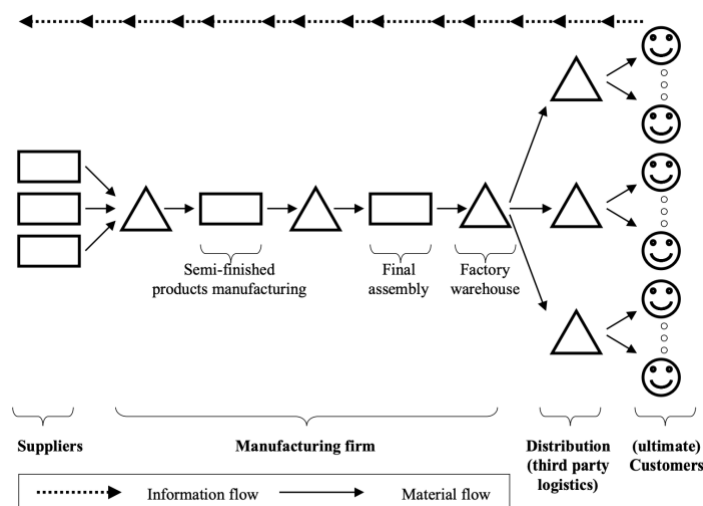 Semi-finished
products manufacturing
Final
assembly
Factory
warehouse
Suppliers
Manufacturing firm
Distribution
(third party
logistics)
(ultimate)
Customers
Information flow
Material flow